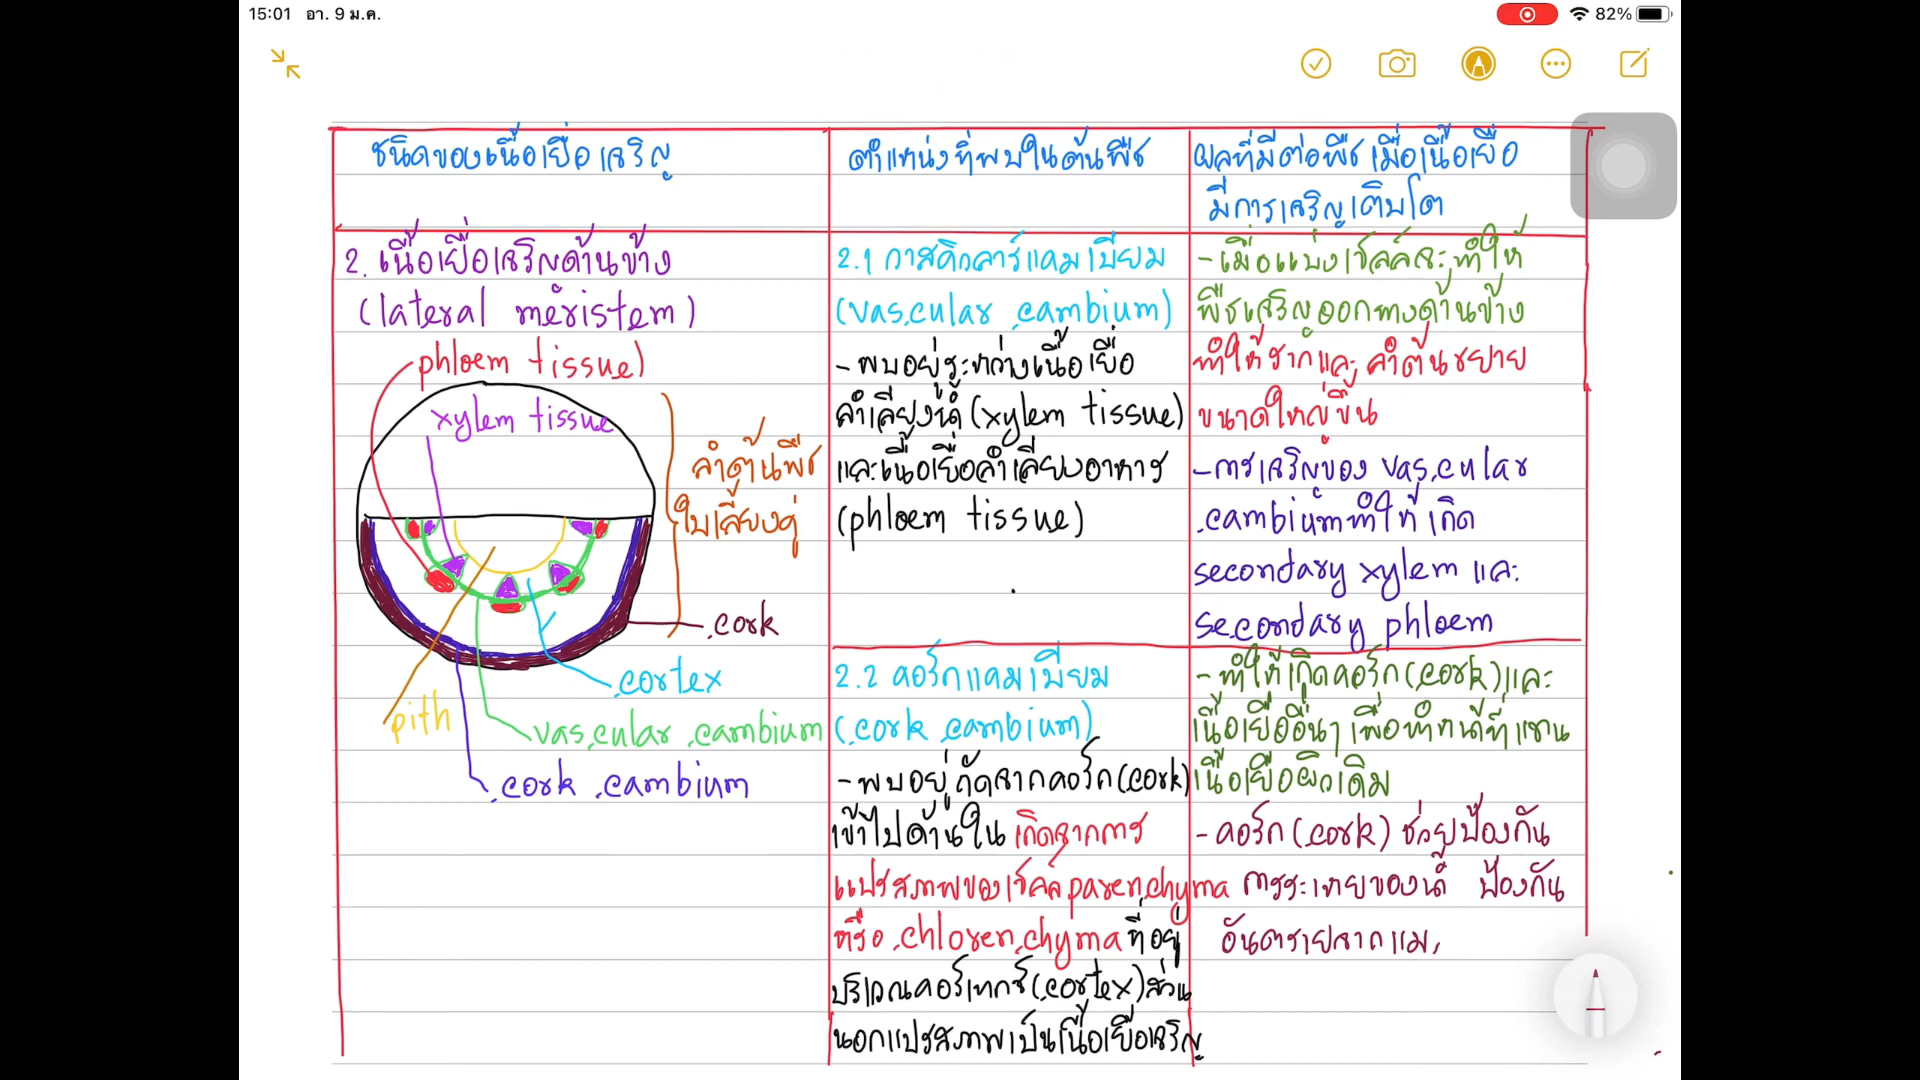 15:01 อา. 9 ม.ค.
82%
ชนิดของเนื้อเยื่อเจริญ
ตำแหน่งที่พบในต้นพืช
ผลที่มีต่อพืชเมื่อเนื้อเยื่อ
มีการเจริญเติบโต
2. เนื้อเยื่อเจริญด้านข้าง
(lateral meristem)
phloem tissue)
xylem tissue
ลำต้นพืช
ใบเลี้ยงคู่
cork
cortex
pith
vascular cambium
cork cambium
2.1 วาสคิวลาร์แคมเบียม
(vascular cambium)
- พบอยู่ระหว่างเนื้อเยื่อ
ลำเลียงน้ำ (xylem tissue)
และเนื้อเยื่อลำเลียงอาหาร
(phloem tissue)
- เมื่อแบ่งเซลล์จะทำให้
พืชเจริญออกทางด้านข้าง
ทำให้รากและลำต้นขยาย
ขนาดใหญ่ขึ้น
- การเจริญของ vascular
cambium ทำให้เกิด
secondary xylem และ
secondary phloem
2.2 คอร์กแคมเบียม
(cork cambium)
- พบอยู่ถัดจากคอร์ก (cork)
เข้าไปด้านใน เกิดจากการ
แปรสภาพของเซลล์ parenchyma
หรือ chlorenchyma ที่อยู่
บริเวณคอร์เทกซ์ (cortex) ส่วน
นอกแปรสภาพเป็นเนื้อเยื่อเจริญ
- ทำให้เกิดคอร์ก (cork) และ
เนื้อเยื่ออื่นๆ เพื่อทำหน้าที่แทน
เนื้อเยื่อผิวเดิม
- คอร์ก (cork) ช่วยป้องกัน
การระเหยของน้ำ ป้องกัน
อันตรายจากแม